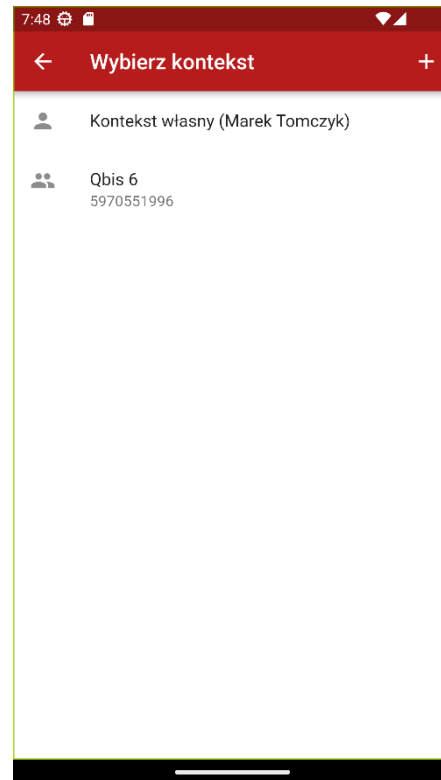 7:48
Wybierz kontekst
Kontekst własny (Marek Tomczyk)
Qbis 6
5970551996